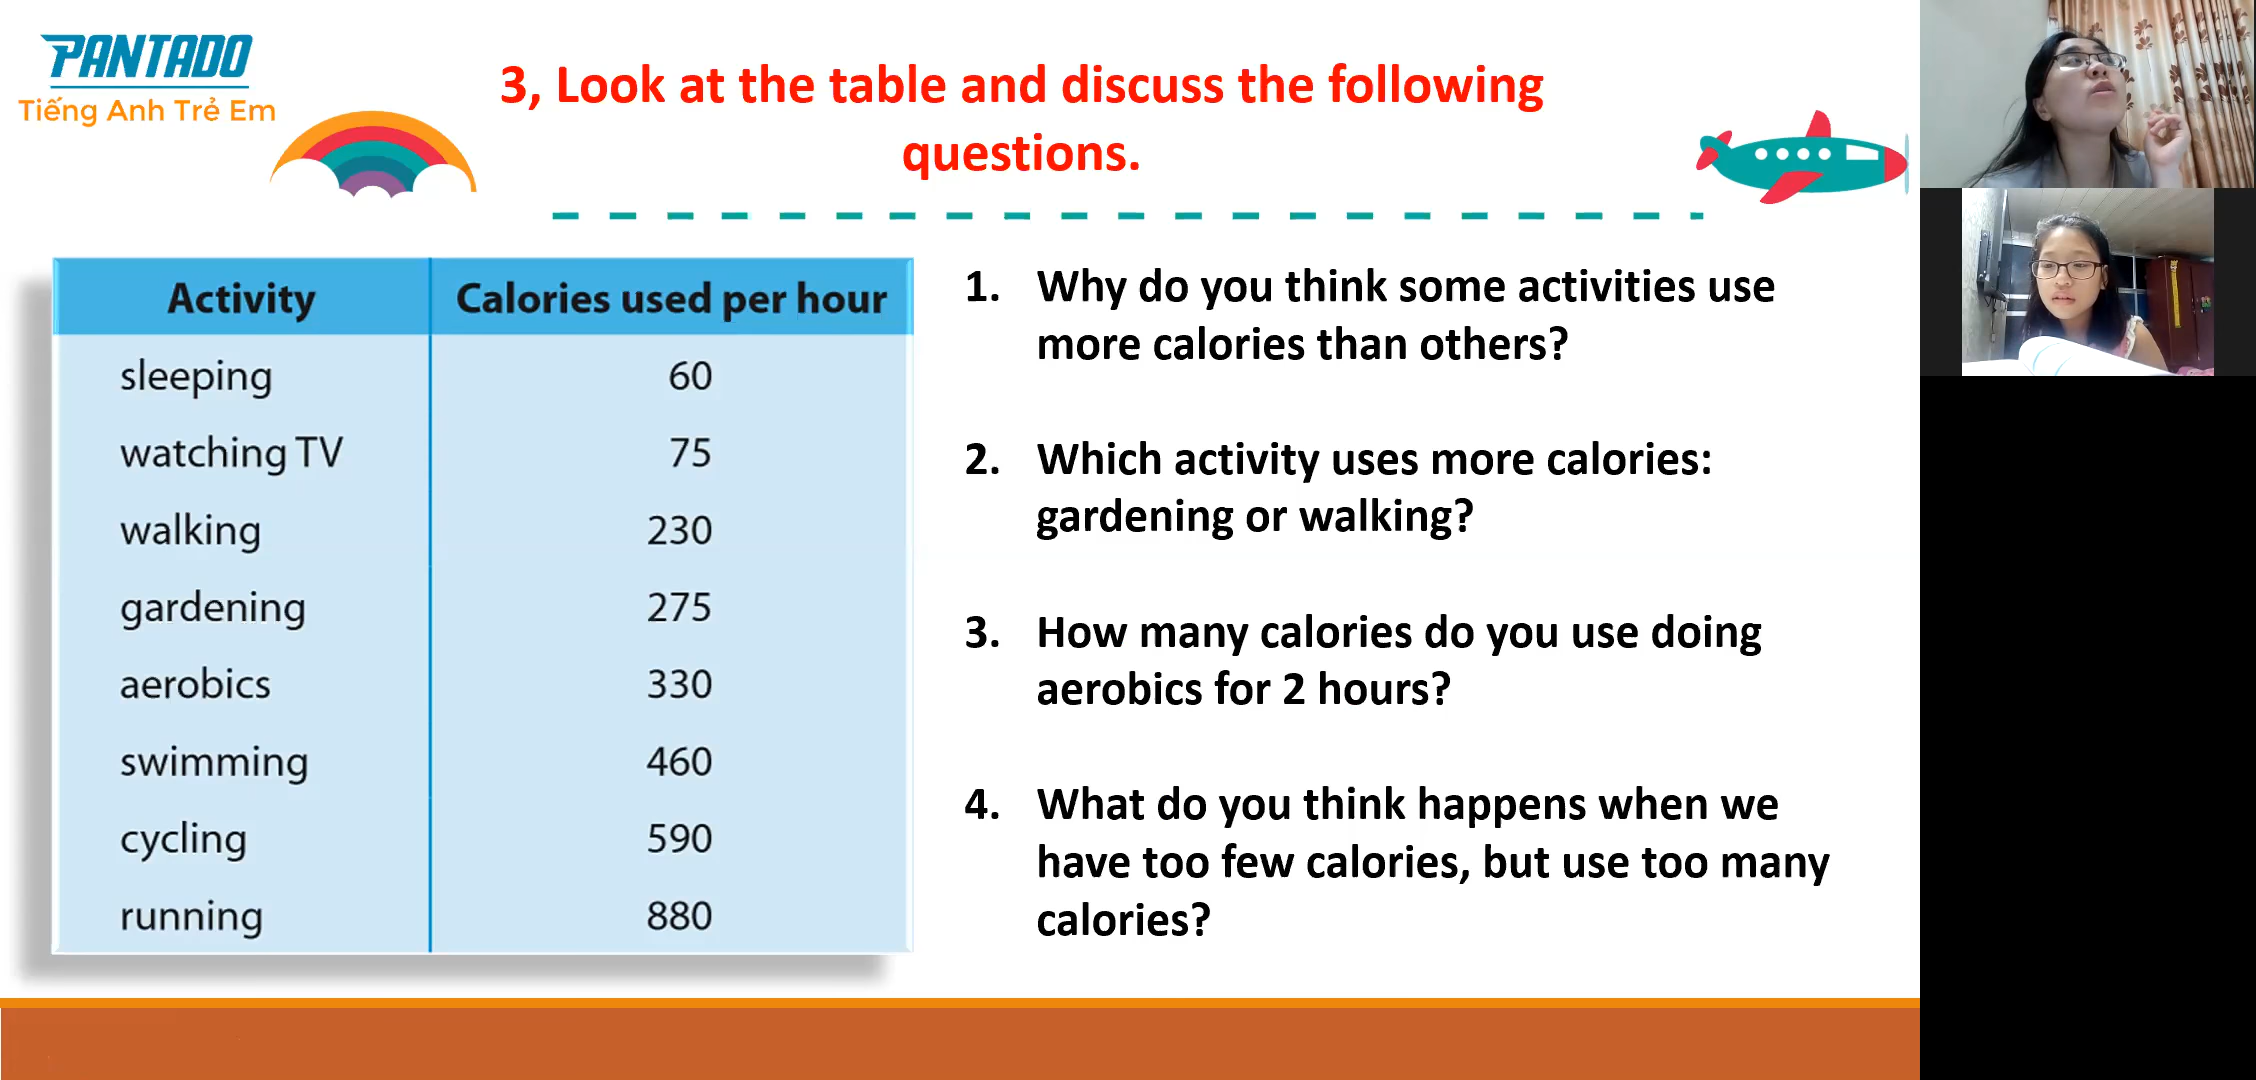 PANTADO
Tiếng Anh Trẻ Em
3, Look at the table and discuss the following
questions.
Activity Calories used per hour
sleeping 60
watching TV 75
walking 230
gardening 275
aerobics 330
swimming 460
cycling 590
running 880
1. Why do you think some activities use
more calories than others?
2. Which activity uses more calories:
gardening or walking?
3. How many calories do you use doing
aerobics for 2 hours?
4. What do you think happens when we
have too few calories, but use too many
calories?